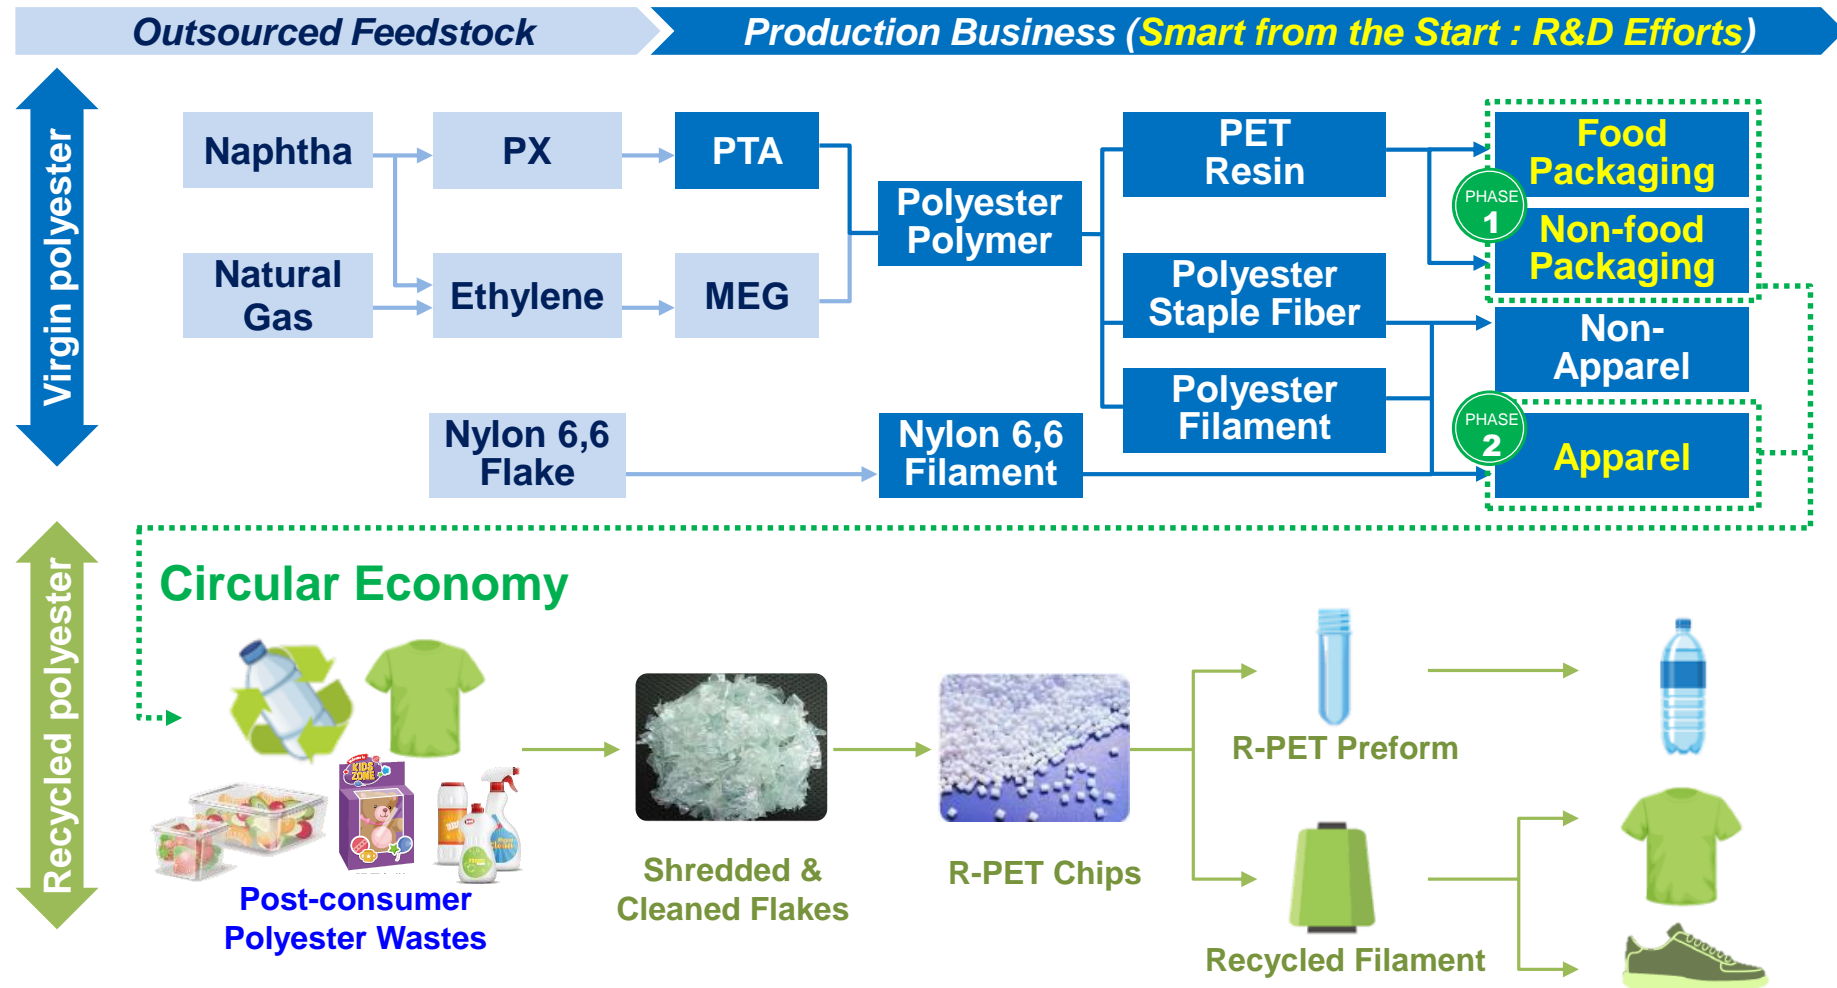 Outsourced Feedstock
Production Business (Smart from the Start : R&D Efforts)
Virgin polyester
Naphtha
PX
PTA
PET
Resin
Food
Packaging
PHASE
1
Polyester
Polymer
Non-food
Packaging
Natural
Gas
Ethylene
MEG
Polyester
Staple Fiber
Non-
Apparel
Polyester
Filament
PHASE
2
Nylon 6,6
Flake
Nylon 6,6
Filament
Apparel
Recycled polyester
Circular Economy
KIDS
ZONE
R-PET Preform
Post-consumer
Polyester Wastes
Shredded &
Cleaned Flakes
R-PET Chips
Recycled Filament